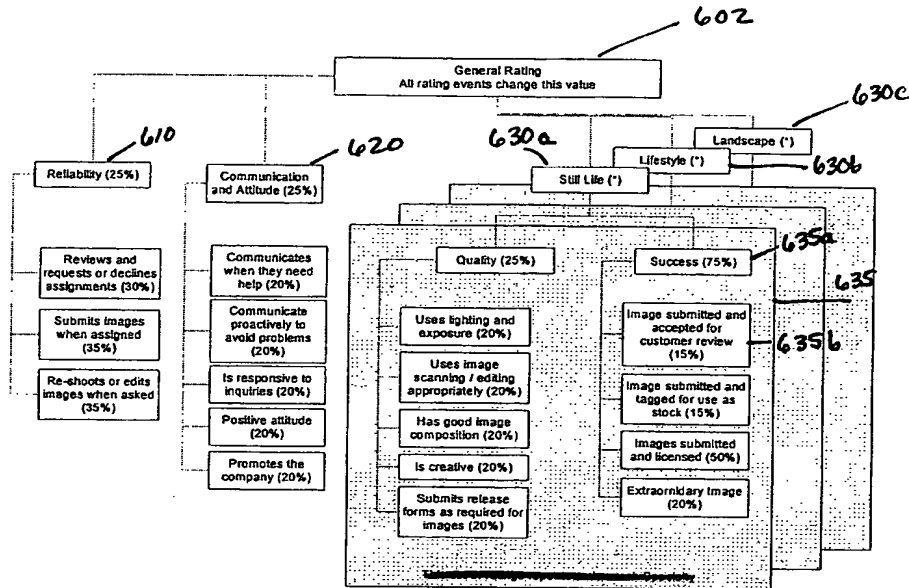 602
General Rating
All rating events change this value
630c
Landscape (*)
610
620
630a
Lifestyle (*)
630b
Reliability (25%)
Communication
and Attitude (25%)
Still Life (*)
635a
Quality (25%)
Success (75%)
635
Reviews and
requests or declines
assignments (30%)
Submits images
when assigned
(35%)
Re-shoots or edits
images when asked
(35%)
Communicates
when they need
help (20%)
Communicate
proactively to
avoid problems
(20%)
Is responsive to
inquiries (20%)
Positive attitude
(20%)
Promotes the
company (20%)
Uses lighting and
exposure (20%)
Uses image
scanning / editing
appropriately (20%)
Has good image
composition (20%)
Is creative (20%)
Submits release
forms as required for
images (20%)
Image submitted and
accepted for
customer review
(15%)
635b
Image submitted and
tagged for use as
stock (15%)
Images submitted
and licensed (50%)
Extraornidary Image
(20%)